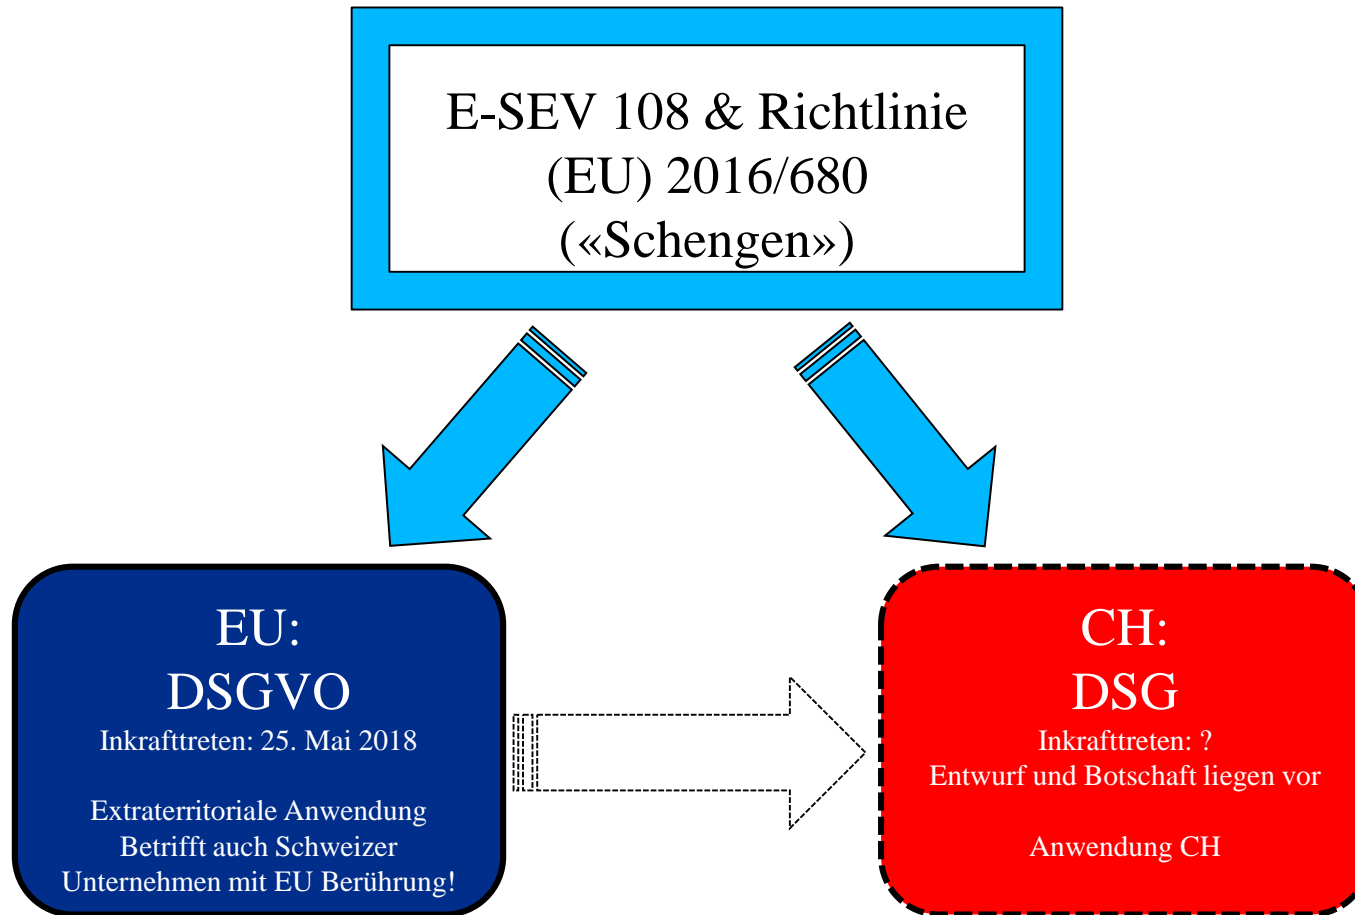 E-SEV 108 & Richtlinie
(EU) 2016/680
(«Schengen»)
EU:
DSGVO
Inkrafttreten: 25. Mai 2018
Extraterritoriale Anwendung
Betrifft auch Schweizer
Unternehmen mit EU Berührung!
CH:
DSG
Inkrafttreten: ?
Entwurf und Botschaft liegen vor
Anwendung CH